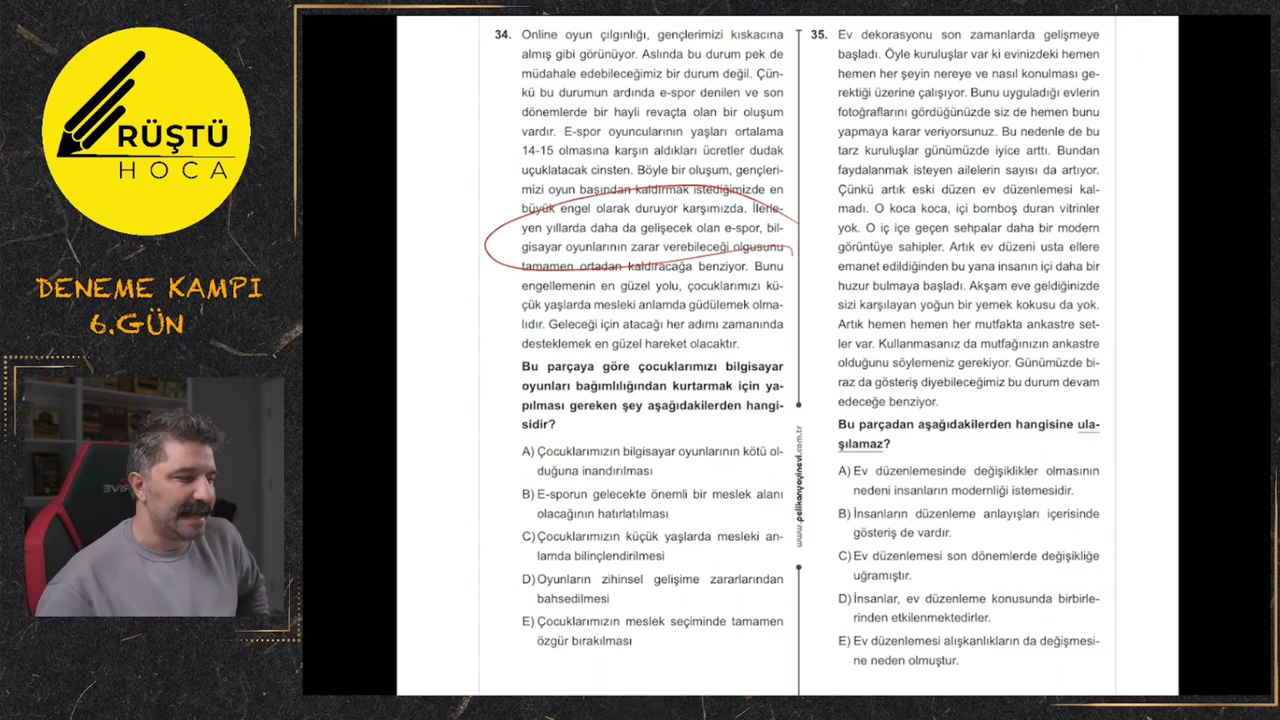 RÜŞTÜ
HOCA
DENEME KAMPI
6.GÜN
34. Online oyun çılgınlığı, gençlerimizi kıskacına
almış gibi görünüyor. Aslında bu durum pek de
müdahale edebileceğimiz bir durum değil. Çün-
kü bu durumun ardında e-spor denilen ve son
dönemlerde bir hayli revaçta olan bir oluşum
vardır. E-spor oyuncularının yaşları ortalama
14-15 olmasına karşın aldıkları ücretler dudak
uçuklatacak cinsten. Böyle bir oluşum, gençleri-
mizi oyun başından kaldırmak istediğimizde en
büyük engel olarak duruyor karşımızda. İlerle-
yen yıllarda daha da gelişecek olan e-spor, bil-
gisayar oyunlarının zarar verebileceği olgusunu
tamamen ortadan kaldıracağa benziyor. Bunu
engellemenin en güzel yolu, çocuklarımızı kü-
çük yaşlarda mesleki anlamda güdülemek olma-
lıdır. Geleceği için atacağı her adımı zamanında
desteklemek en güzel hareket olacaktır.
Bu parçaya göre çocuklarımızı bilgisayar
oyunları bağımlılığından kurtarmak için ya-
pılması gereken şey aşağıdakilerden hangi-
sidir?
A) Çocuklarımızın bilgisayar oyunlarının kötü ol-
duğuna inandırılması
B) E-sporun gelecekte önemli bir meslek alanı
olacağının hatırlatılması
C) Çocuklarımızın küçük yaşlarda mesleki an-
lamda bilinçlendirilmesi
D) Oyunların zihinsel gelişime zararlarından
bahsedilmesi
E) Çocuklarımızın meslek seçiminde tamamen
özgür bırakılması
www.pelikanyayinevi.com.tr
35. Ev dekorasyonu son zamanlarda gelişmeye
başladı. Öyle kuruluşlar var ki evinizdeki hemen
hemen her şeyin nereye ve nasıl konulması ge-
rektiği üzerine çalışıyor. Bunu uyguladığı evlerin
fotoğraflarını gördüğünüzde siz de hemen bunu
yapmaya karar veriyorsunuz. Bu nedenle de bu
tarz kuruluşlar günümüzde iyice arttı. Bundan
faydalanmak isteyen ailelerin sayısı da artıyor.
Çünkü artık eski düzen ev düzenlemesi kal-
madı. O koca koca, içi bomboş duran vitrinler
yok. O iç içe geçen sehpalar daha bir modern
görüntüye sahipler. Artık ev düzeni usta ellere
emanet edildiğinden bu yana insanın içi daha bir
huzur bulmaya başladı. Akşam eve geldiğinizde
sizi karşılayan yoğun bir yemek kokusu da yok.
Artık hemen hemen her mutfakta ankastre set-
ler var. Kullanmasanız da mutfağınızın ankastre
olduğunu söylemeniz gerekiyor. Günümüzde bi-
raz da gösteriş diyebileceğimiz bu durum devam
edeceğe benziyor.
Bu parçadan aşağıdakilerden hangisine ula-
şılamaz?
A) Ev düzenlemesinde değişiklikler olmasının
nedeni insanların modernliği istemesidir.
B) İnsanların düzenleme anlayışları içerisinde
gösteriş de vardır.
C) Ev düzenlemesi son dönemlerde değişikliğe
uğramıştır.
D) İnsanlar, ev düzenleme konusunda birbirle-
rinden etkilenmektedirler.
E) Ev düzenlemesi alışkanlıkların da değişmesi-
ne neden olmuştur.